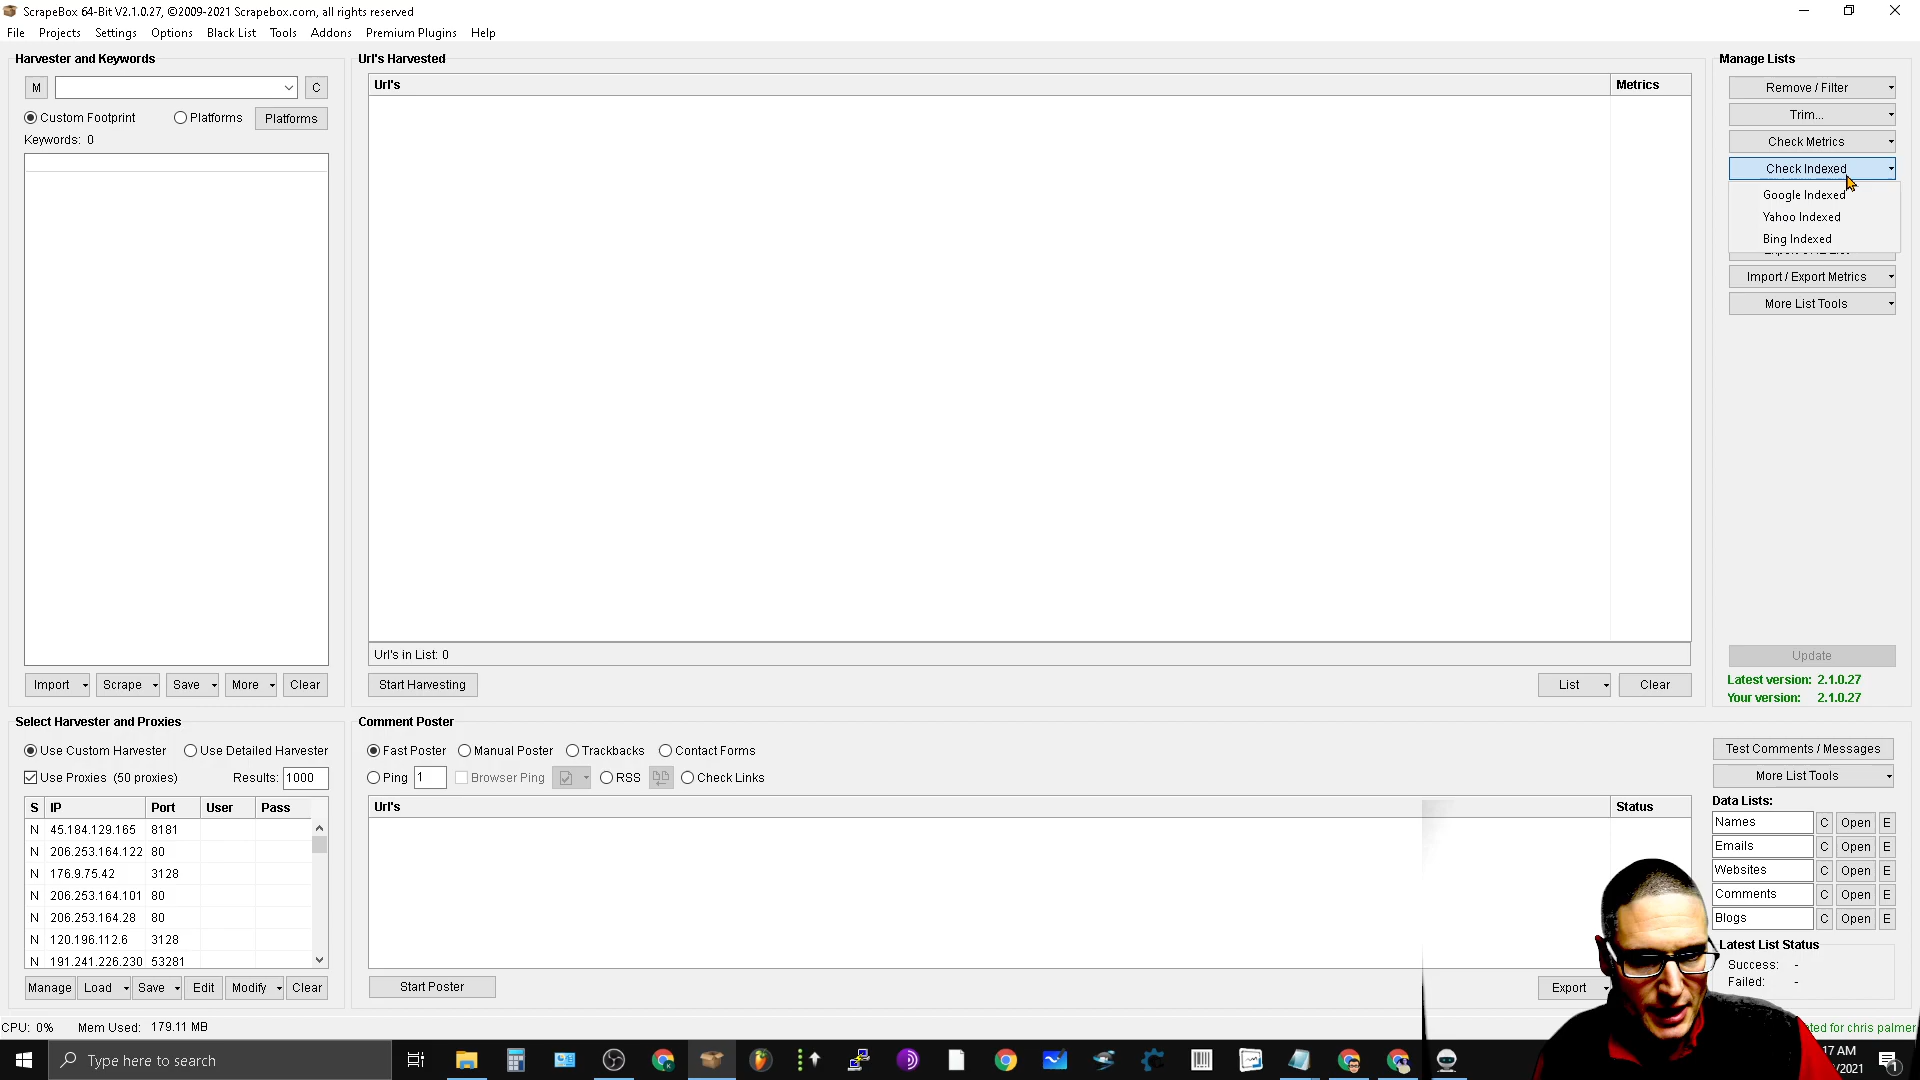 ScrapeBox 64-Bit V2.1.0.27, ©2009-2021 Scrapebox.com, all rights reserved
File Projects Settings Options Black List Tools Addons Premium Plugins Help
Harvester and Keywords
M
C
Custom Footprint Platforms Platforms
Keywords: 0
Import Scrape Save More Clear
Url's Harvested
Url's Metrics
Url's in List: 0
Start Harvesting List Clear
Manage Lists
Remove / Filter
Trim...
Check Metrics
Check Indexed
Google Indexed
Yahoo Indexed
Bing Indexed
Import / Export Metrics
More List Tools
Update
Latest version: 2.1.0.27
Your version: 2.1.0.27
Select Harvester and Proxies
Use Custom Harvester Use Detailed Harvester
Use Proxies (50 proxies) Results: 1000
S IP Port User Pass
N 45.184.129.165 8181
N 206.253.164.122 80
N 176.9.75.42 3128
N 206.253.164.101 80
N 206.253.164.28 80
N 120.196.112.6 3128
N 191.241.226.230 53281
Manage Load Save Edit Modify Clear
Comment Poster
Fast Poster Manual Poster Trackbacks Contact Forms
Ping 1 Browser Ping RSS Check Links
Url's Status
Start Poster Export
Test Comments / Messages
More List Tools
Data Lists:
Names C Open E
Emails C Open E
Websites C Open E
Comments C Open E
Blogs C Open E
Latest List Status
Success: -
Failed: -
CPU: 0% Mem Used: 179.11 MB
for chris palmer
Type here to search
17 AM
/2021
1